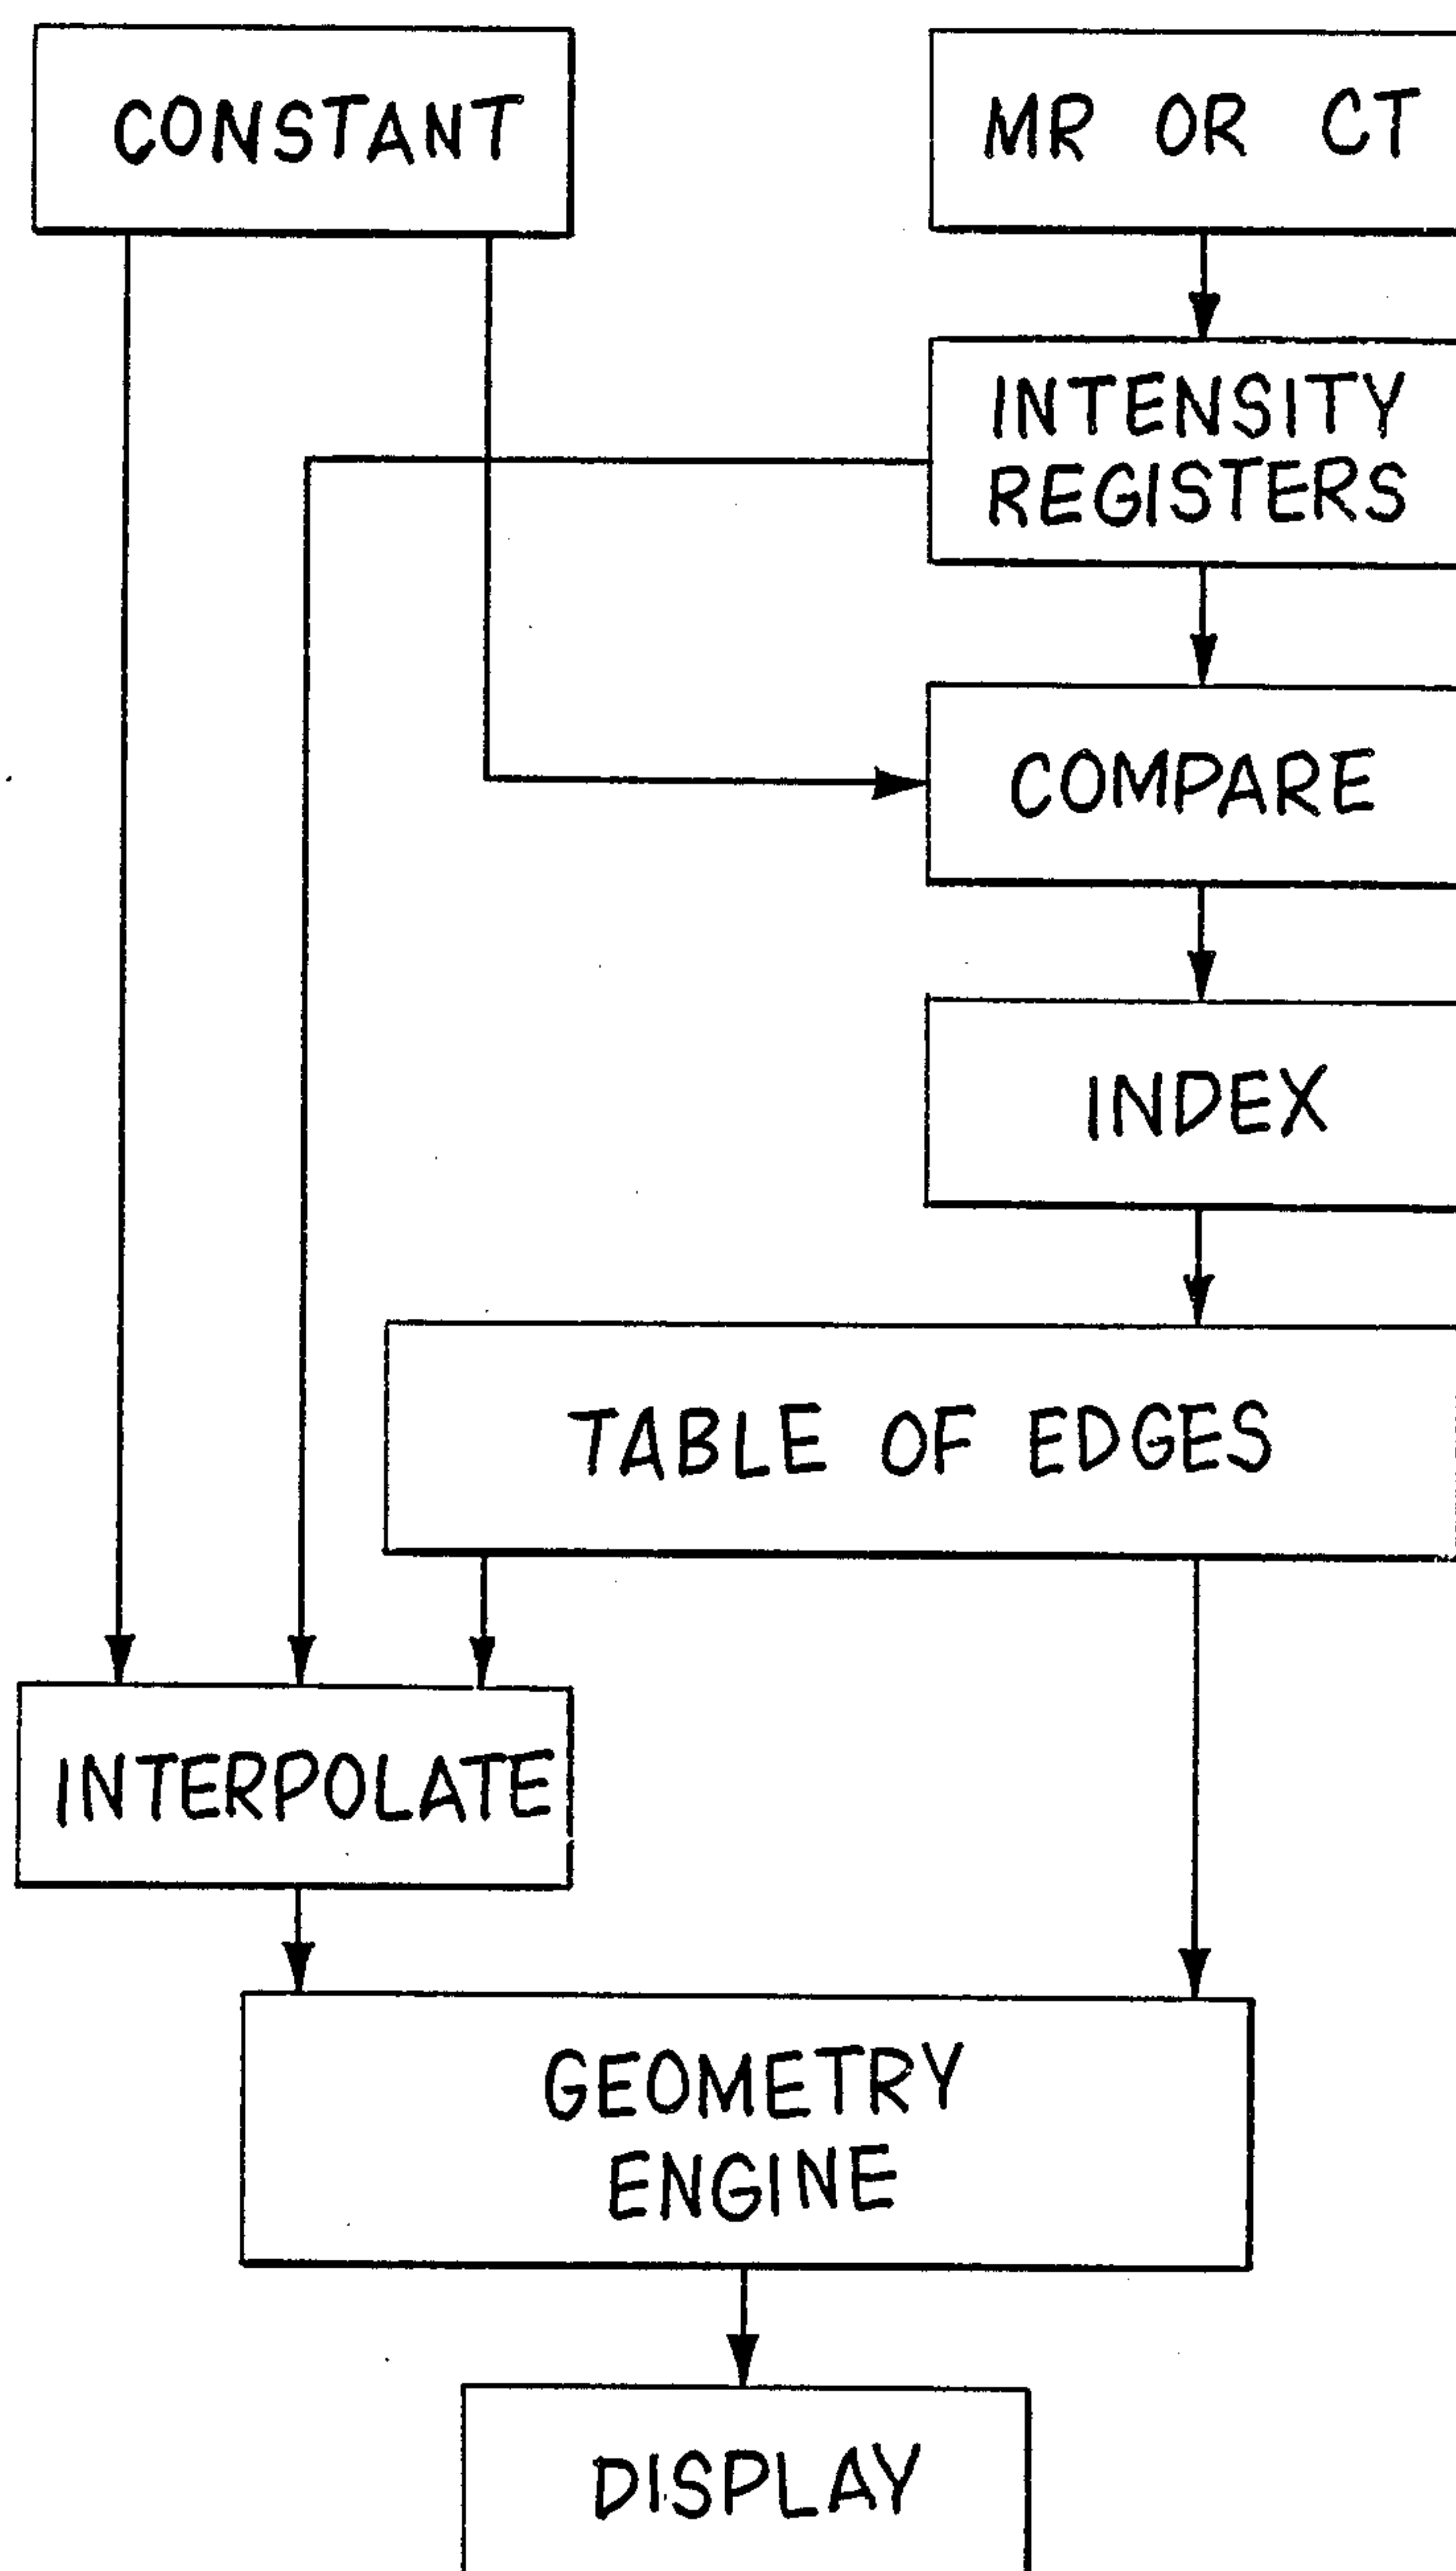 CONSTANT
MR OR CT
INTENSITY
REGISTERS
COMPARE
INDEX
TABLE OF EDGES
INTERPOLATE
GEOMETRY
ENGINE
DISPLAY